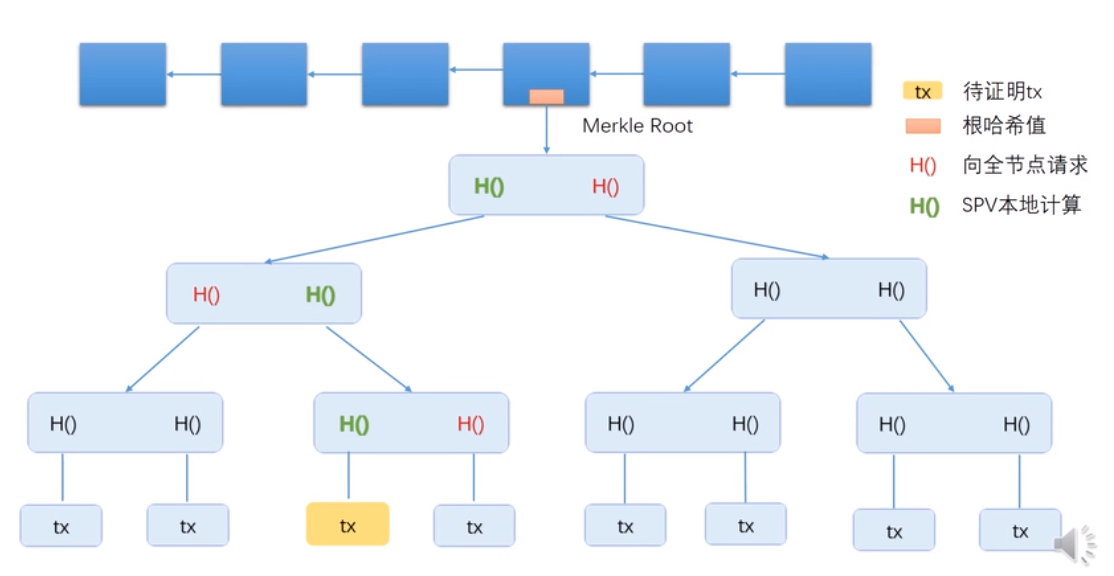 tx 待证明tx
Merkle Root 根哈希值
H() 向全节点请求
H() H()
H() SPV本地计算
H() H() H() H()
H() H() H() H() H() H() H() H()
tx tx tx tx tx tx tx tx